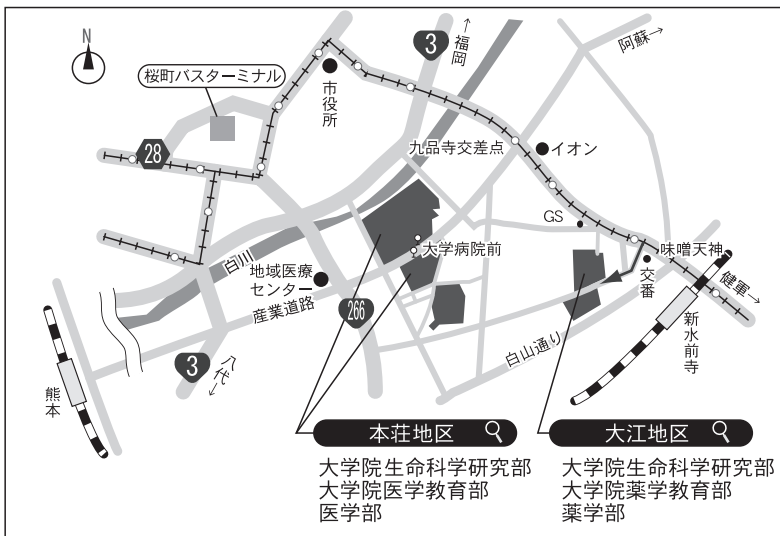 N
桜町バスターミナル
市役所
3
↑福岡
阿蘇→
28
九品寺交差点
イオン
GS
味噌天神
大学病院前
白川
地域医療
センター
産業道路
266
交番
健軍→
新水前寺
白山通り
3
八代↓
熊本
本荘地区
大学院生命科学研究部
大学院医学教育部
医学部
大江地区
大学院生命科学研究部
大学院薬学教育部
薬学部